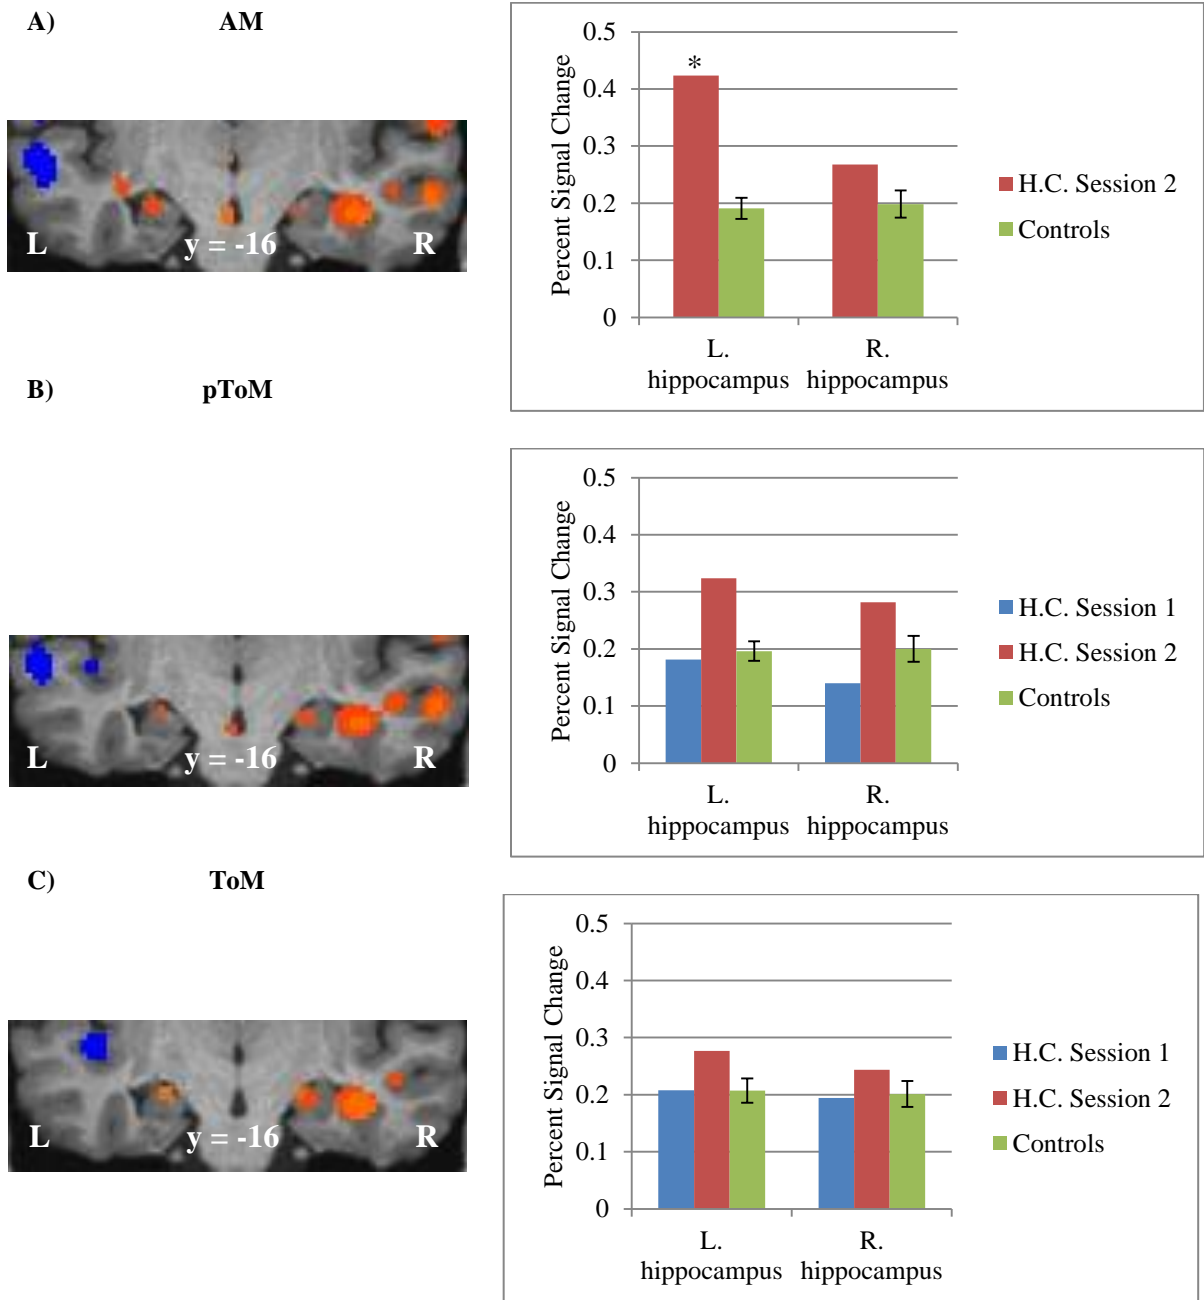 A) AM
L y = -16 R
Percent Signal Change
0.5
0.4
0.3
0.2
0.1
0
*
L. hippocampus
R. hippocampus
H.C. Session 2
Controls
B) pToM
L y = -16 R
Percent Signal Change
0.5
0.4
0.3
0.2
0.1
0
L. hippocampus
R. hippocampus
H.C. Session 1
H.C. Session 2
Controls
C) ToM
L y = -16 R
Percent Signal Change
0.5
0.4
0.3
0.2
0.1
0
L. hippocampus
R. hippocampus
H.C. Session 1
H.C. Session 2
Controls